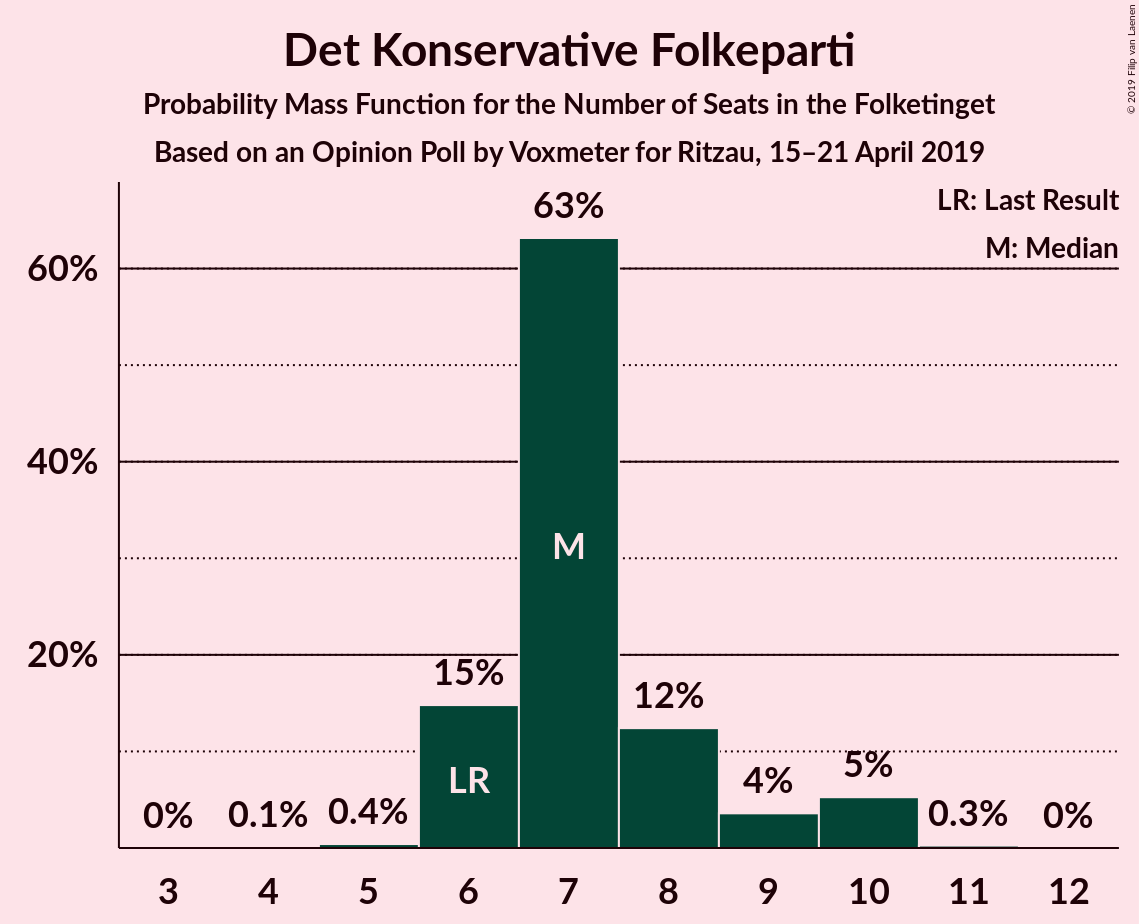 Det Konservative Folkeparti
Probability Mass Function for the Number of Seats in the Folketinget
Based on an Opinion Poll by Voxmeter for Ritzau, 15–21 April 2019
© 2019 Filip van Laenen
LR: Last Result
M: Median
60%
40%
20%
0%
0.1%
0.4%
15%
63%
12%
4%
5%
0.3%
0%
LR
M
3 4 5 6 7 8 9 10 11 12